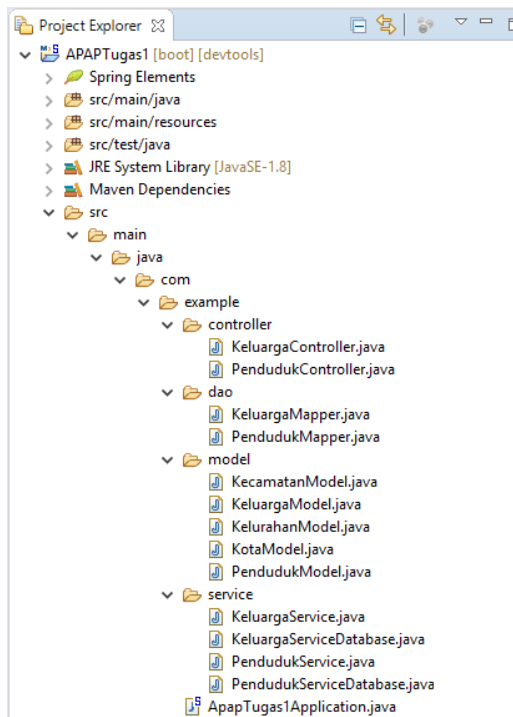 Project Explorer
APAPTugas1 [boot] [devtools]
Spring Elements
src/main/java
src/main/resources
src/test/java
JRE System Library [JavaSE-1.8]
Maven Dependencies
src
main
java
com
example
controller
KeluargaController.java
PendudukController.java
dao
KeluargaMapper.java
PendudukMapper.java
model
KecamatanModel.java
KeluargaModel.java
KelurahanModel.java
KotaModel.java
PendudukModel.java
service
KeluargaService.java
KeluargaServiceDatabase.java
PendudukService.java
PendudukServiceDatabase.java
ApapTugas1Application.java